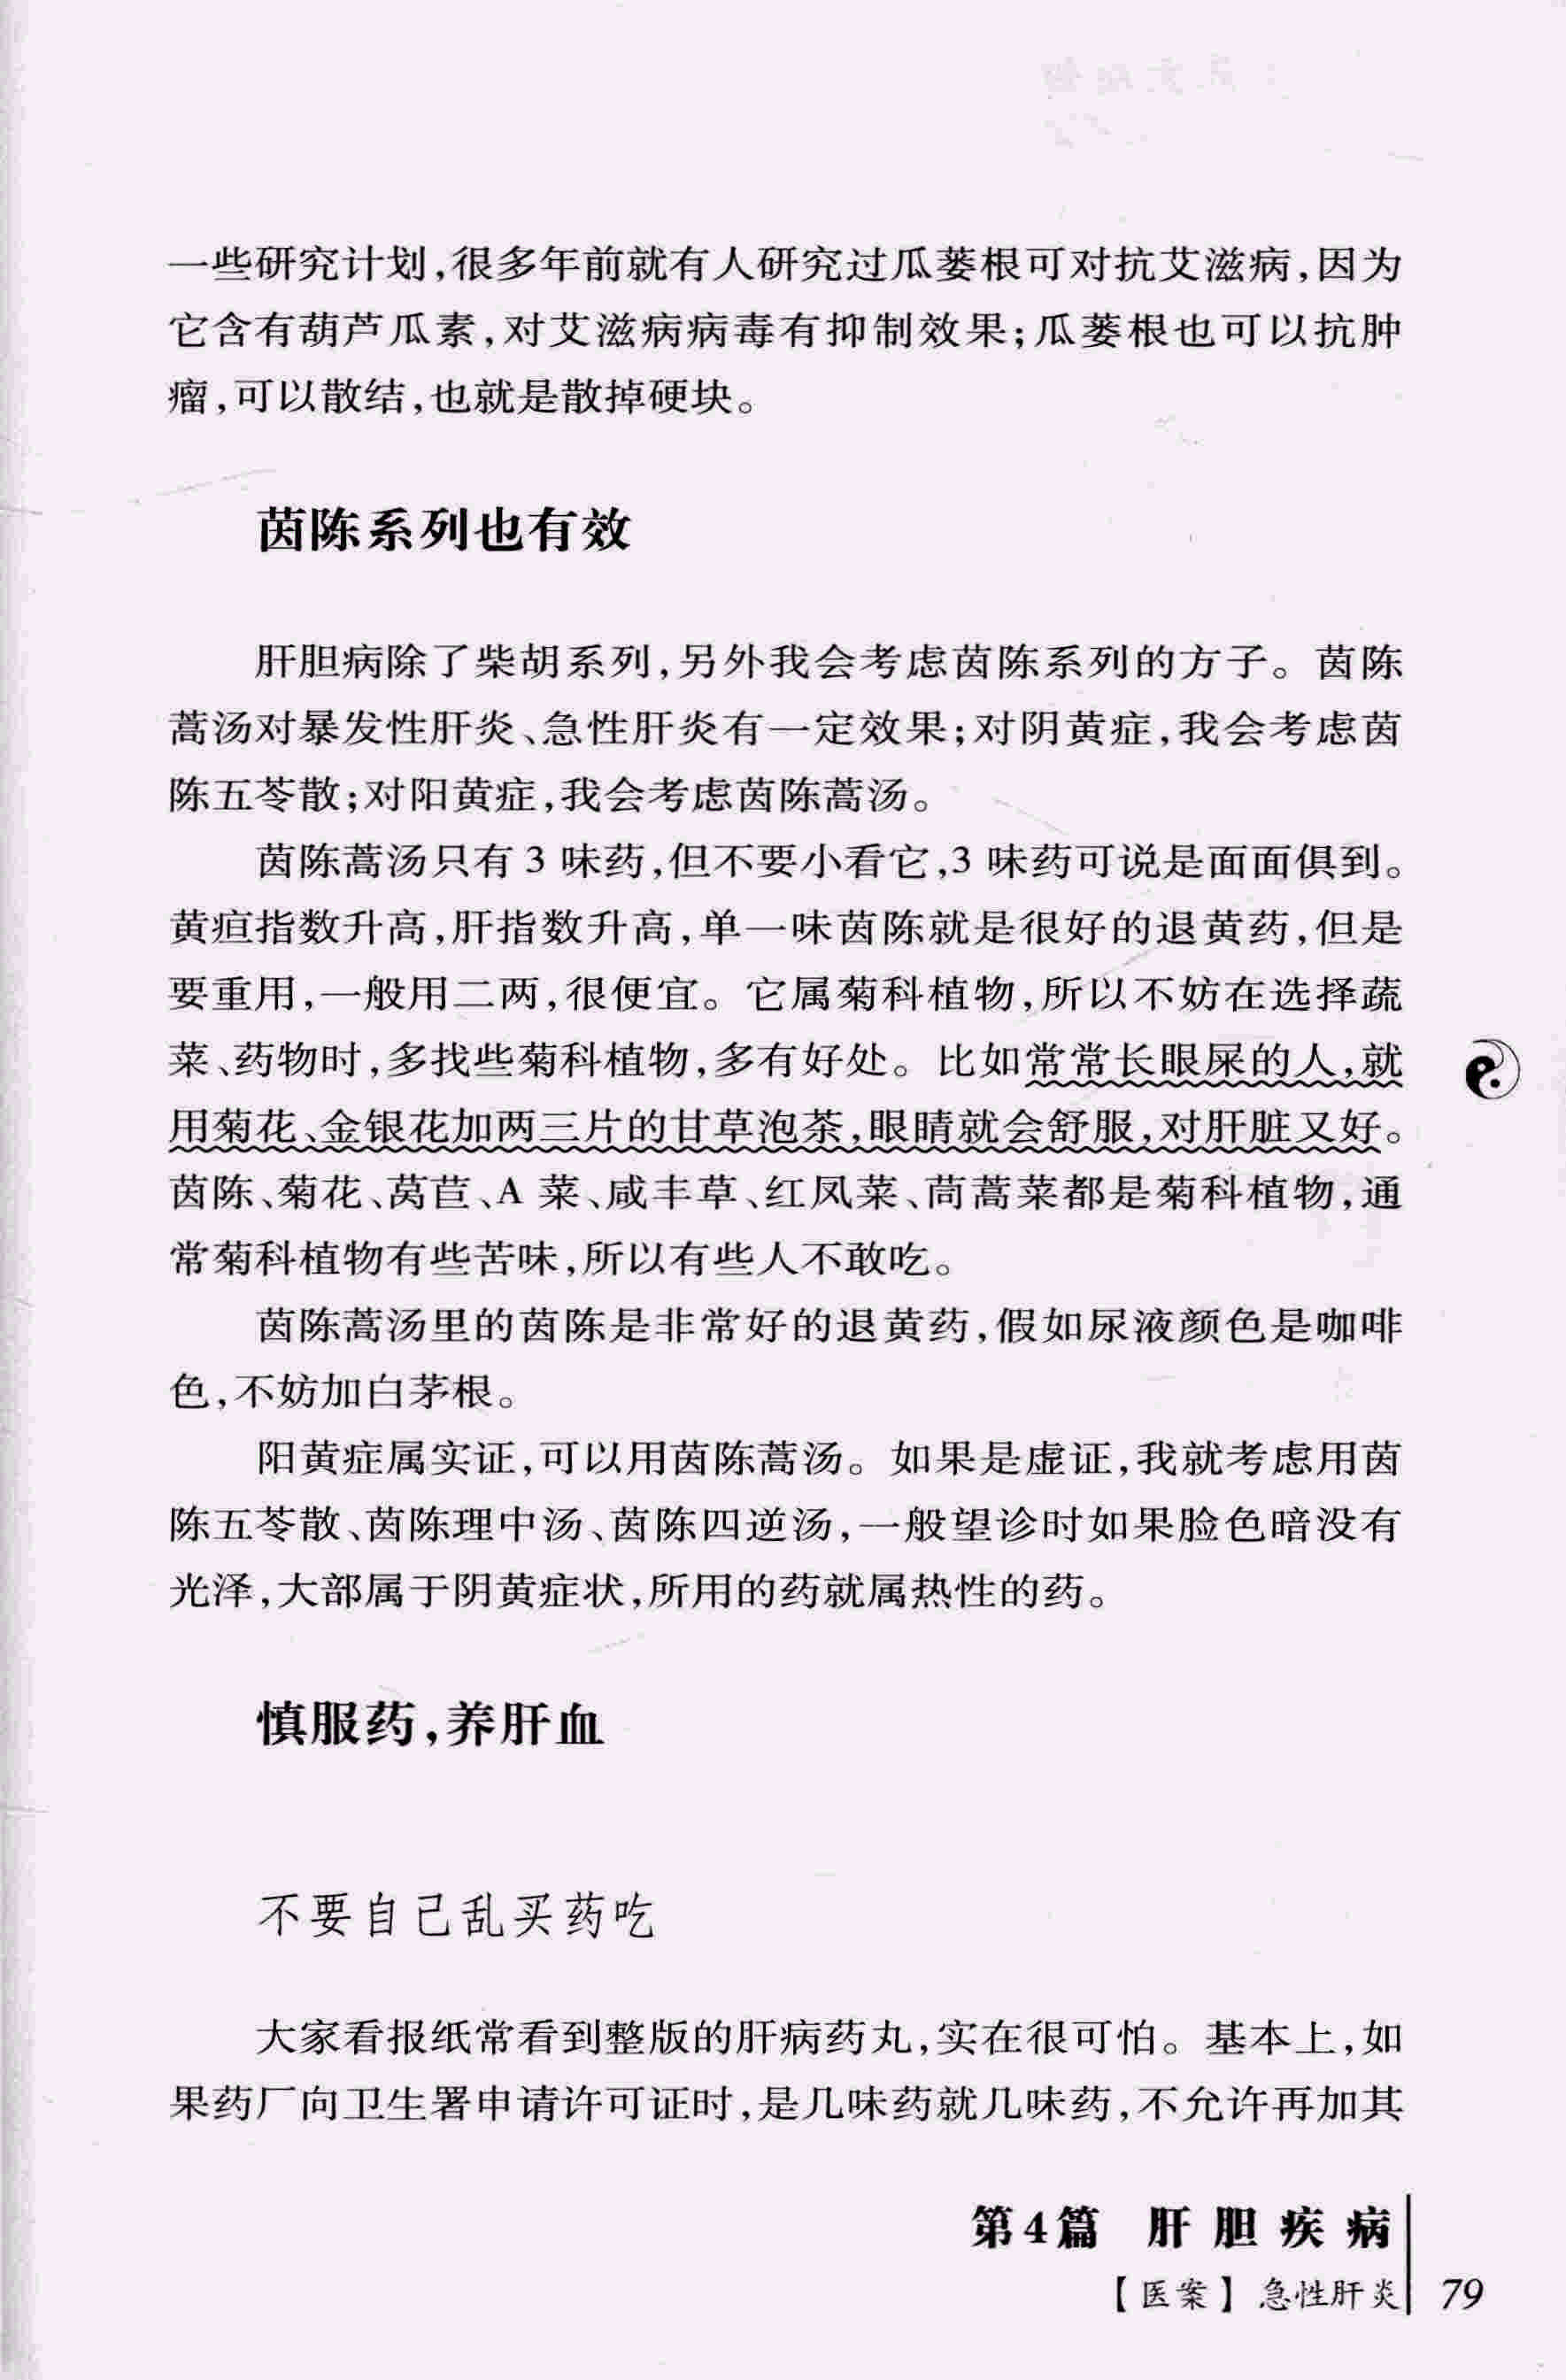 一些研究计划,很多年前就有人研究过瓜蒌根可对抗艾滋病,因为
它含有葫芦瓜素,对艾滋病病毒有抑制效果;瓜蒌根也可以抗肿
瘤,可以散结,也就是散掉硬块。
茵陈系列也有效
肝胆病除了柴胡系列,另外我会考虑茵陈系列的方子。茵陈
蒿汤对暴发性肝炎、急性肝炎有一定效果;对阴黄症,我会考虑茵
陈五苓散;对阳黄症,我会考虑茵陈蒿汤。
茵陈蒿汤只有3味药,但不要小看它,3味药可说是面面俱到。
黄疸指数升高,肝指数升高,单一味茵陈就是很好的退黄药,但是
要重用,一般用二两,很便宜。它属菊科植物,所以不妨在选择蔬
菜、药物时,多找些菊科植物,多有好处。比如常常长眼屎的人,就
用菊花、金银花加两三片的甘草泡茶,眼睛就会舒服,对肝脏又好。
茵陈、菊花、莴苣、A菜、咸丰草、红凤菜、茼蒿菜都是菊科植物,通
常菊科植物有些苦味,所以有些人不敢吃。
茵陈蒿汤里的茵陈是非常好的退黄药,假如尿液颜色是咖啡
色,不妨加白茅根。
阳黄症属实证,可以用茵陈蒿汤。如果是虚证,我就考虑用茵
陈五苓散、茵陈理中汤、茵陈四逆汤,一般望诊时如果脸色暗没有
光泽,大部属于阴黄症状,所用的药就属热性的药。
慎服药,养肝血
不要自己乱买药吃
大家看报纸常看到整版的肝病药丸,实在很可怕。基本上,如
果药厂向卫生署申请许可证时,是几味药就几味药,不允许再加其
第4篇 肝胆疾病
【医案】急性肝炎 79